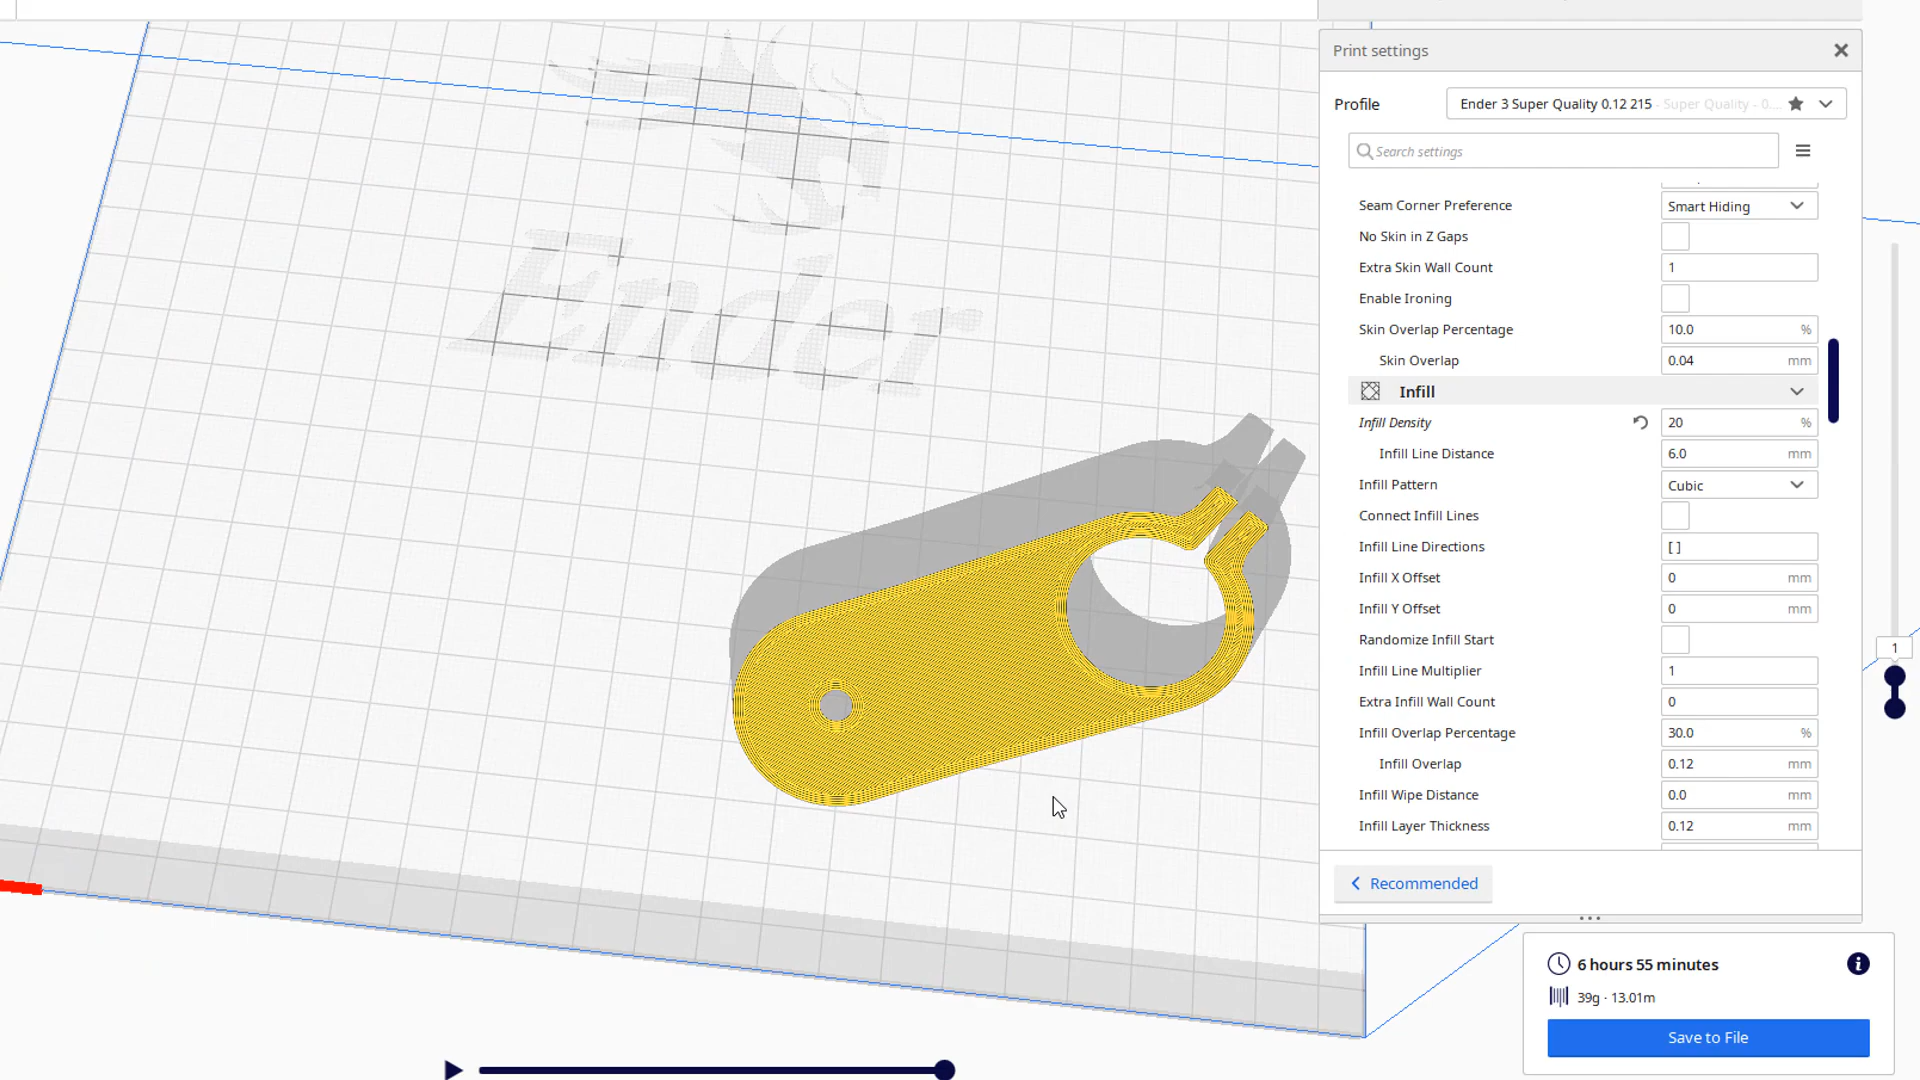 Print settings
Profile
Ender 3 Super Quality 0.12 215 - Super Quality - 0...
Search settings
Seam Corner Preference
Smart Hiding
No Skin in Z Gaps
Extra Skin Wall Count
1
Enable Ironing
Skin Overlap Percentage
10.0 %
Skin Overlap
0.04 mm
Infill
Infill Density
20 %
Infill Line Distance
6.0 mm
Infill Pattern
Cubic
Connect Infill Lines
Infill Line Directions
[ ]
Infill X Offset
0 mm
Infill Y Offset
0 mm
Randomize Infill Start
Infill Line Multiplier
1
Extra Infill Wall Count
0
Infill Overlap Percentage
30.0 %
Infill Overlap
0.12 mm
Infill Wipe Distance
0.0 mm
Infill Layer Thickness
0.12 mm
Recommended
1
Ender
6 hours 55 minutes
39g · 13.01m
Save to File